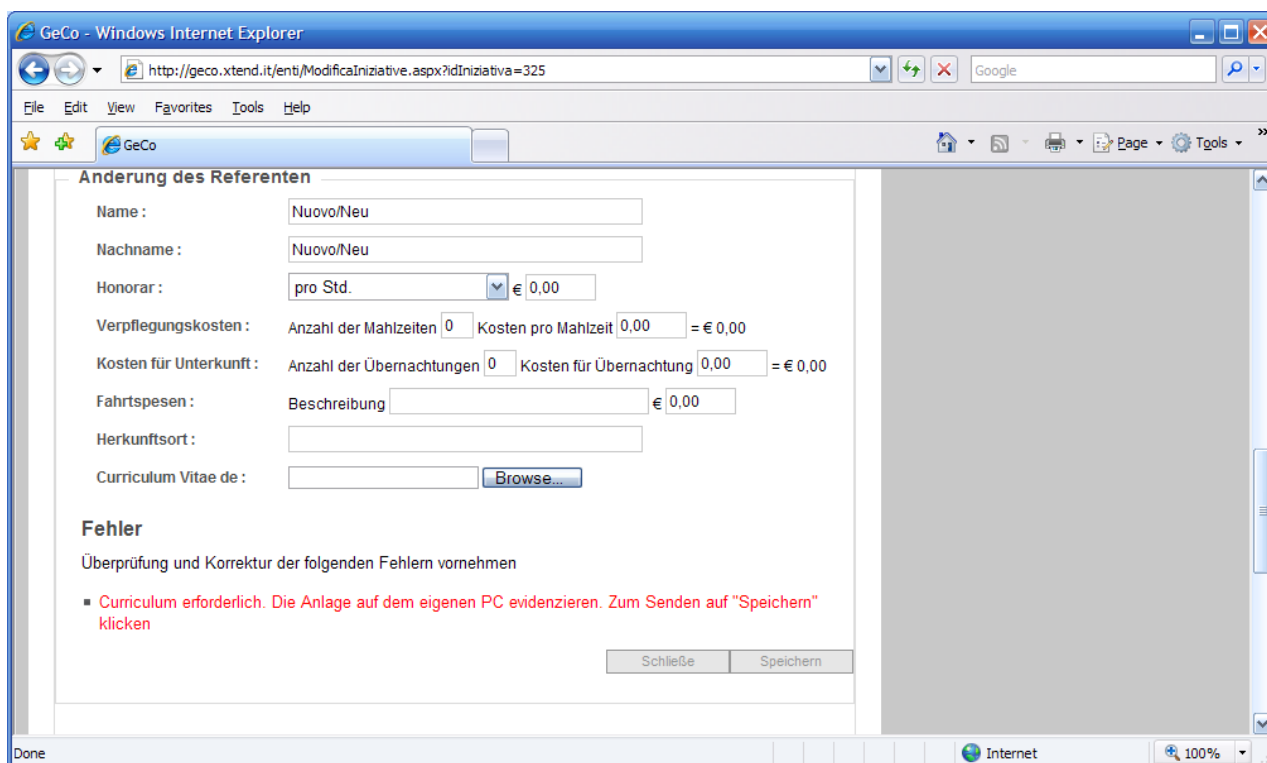 GeCo - Windows Internet Explorer
http://geco.xtend.it/enti/ModificaIniziative.aspx?idIniziativa=325
Google
File Edit View Favorites Tools Help
GeCo
Page Tools »
Änderung des Referenten
Name : Nuovo/Neu
Nachname : Nuovo/Neu
Honorar : pro Std. € 0,00
Verpflegungskosten : Anzahl der Mahlzeiten 0 Kosten pro Mahlzeit 0,00 = € 0,00
Kosten für Unterkunft : Anzahl der Übernachtungen 0 Kosten für Übernachtung 0,00 = € 0,00
Fahrtspesen : Beschreibung € 0,00
Herkunftsort :
Curriculum Vitae de : Browse...
Fehler
Überprüfung und Korrektur der folgenden Fehlern vornehmen
Curriculum erforderlich. Die Anlage auf dem eigenen PC evidenzieren. Zum Senden auf "Speichern"
klicken
Schließe Speichern
Done Internet 100%